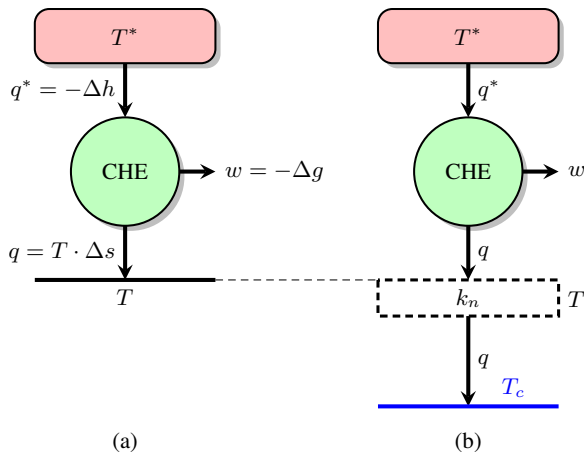 T*
T*
q* = −Δh
q*
CHE
w = −Δg
CHE
w
q = T · Δs
q
T
k_n
T
q
T_c
(a)
(b)